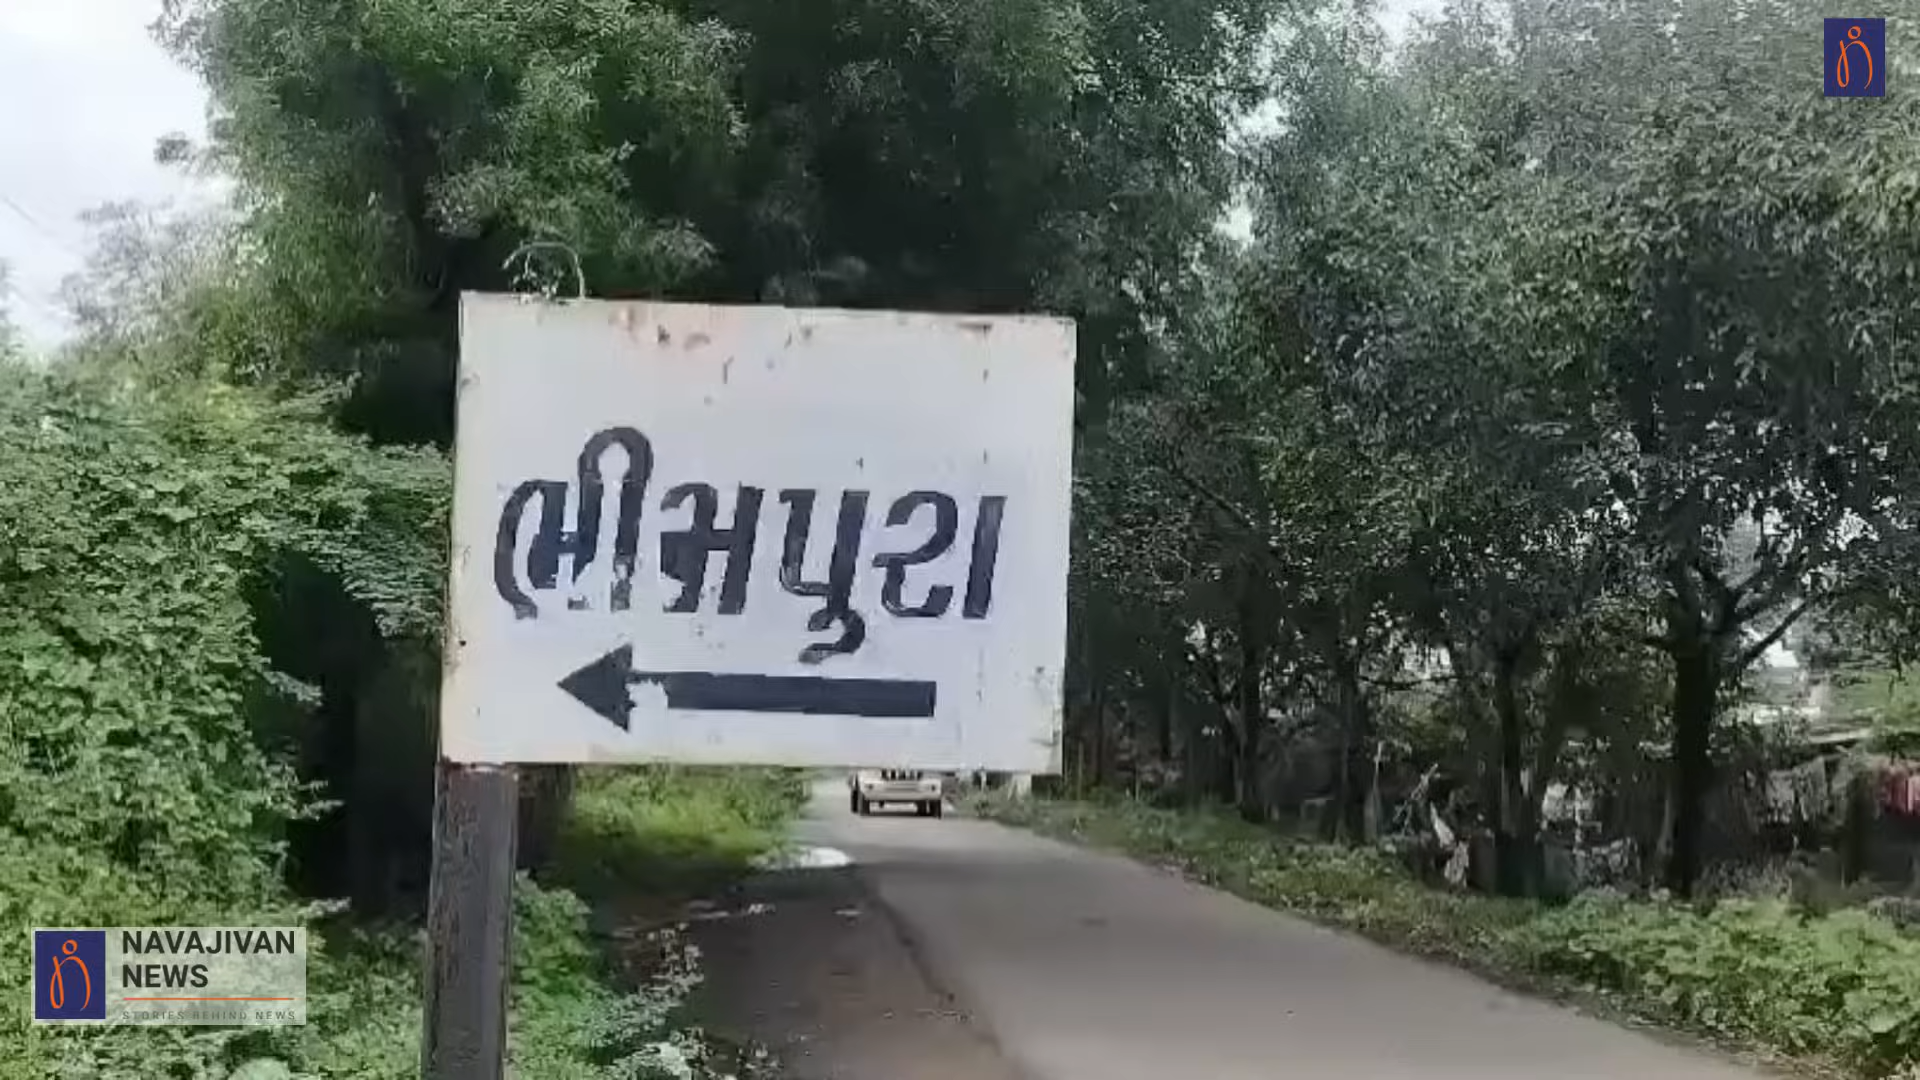 ભીમપૂરા
NAVAJIVAN
NEWS
STORIES BEHIND NEWS